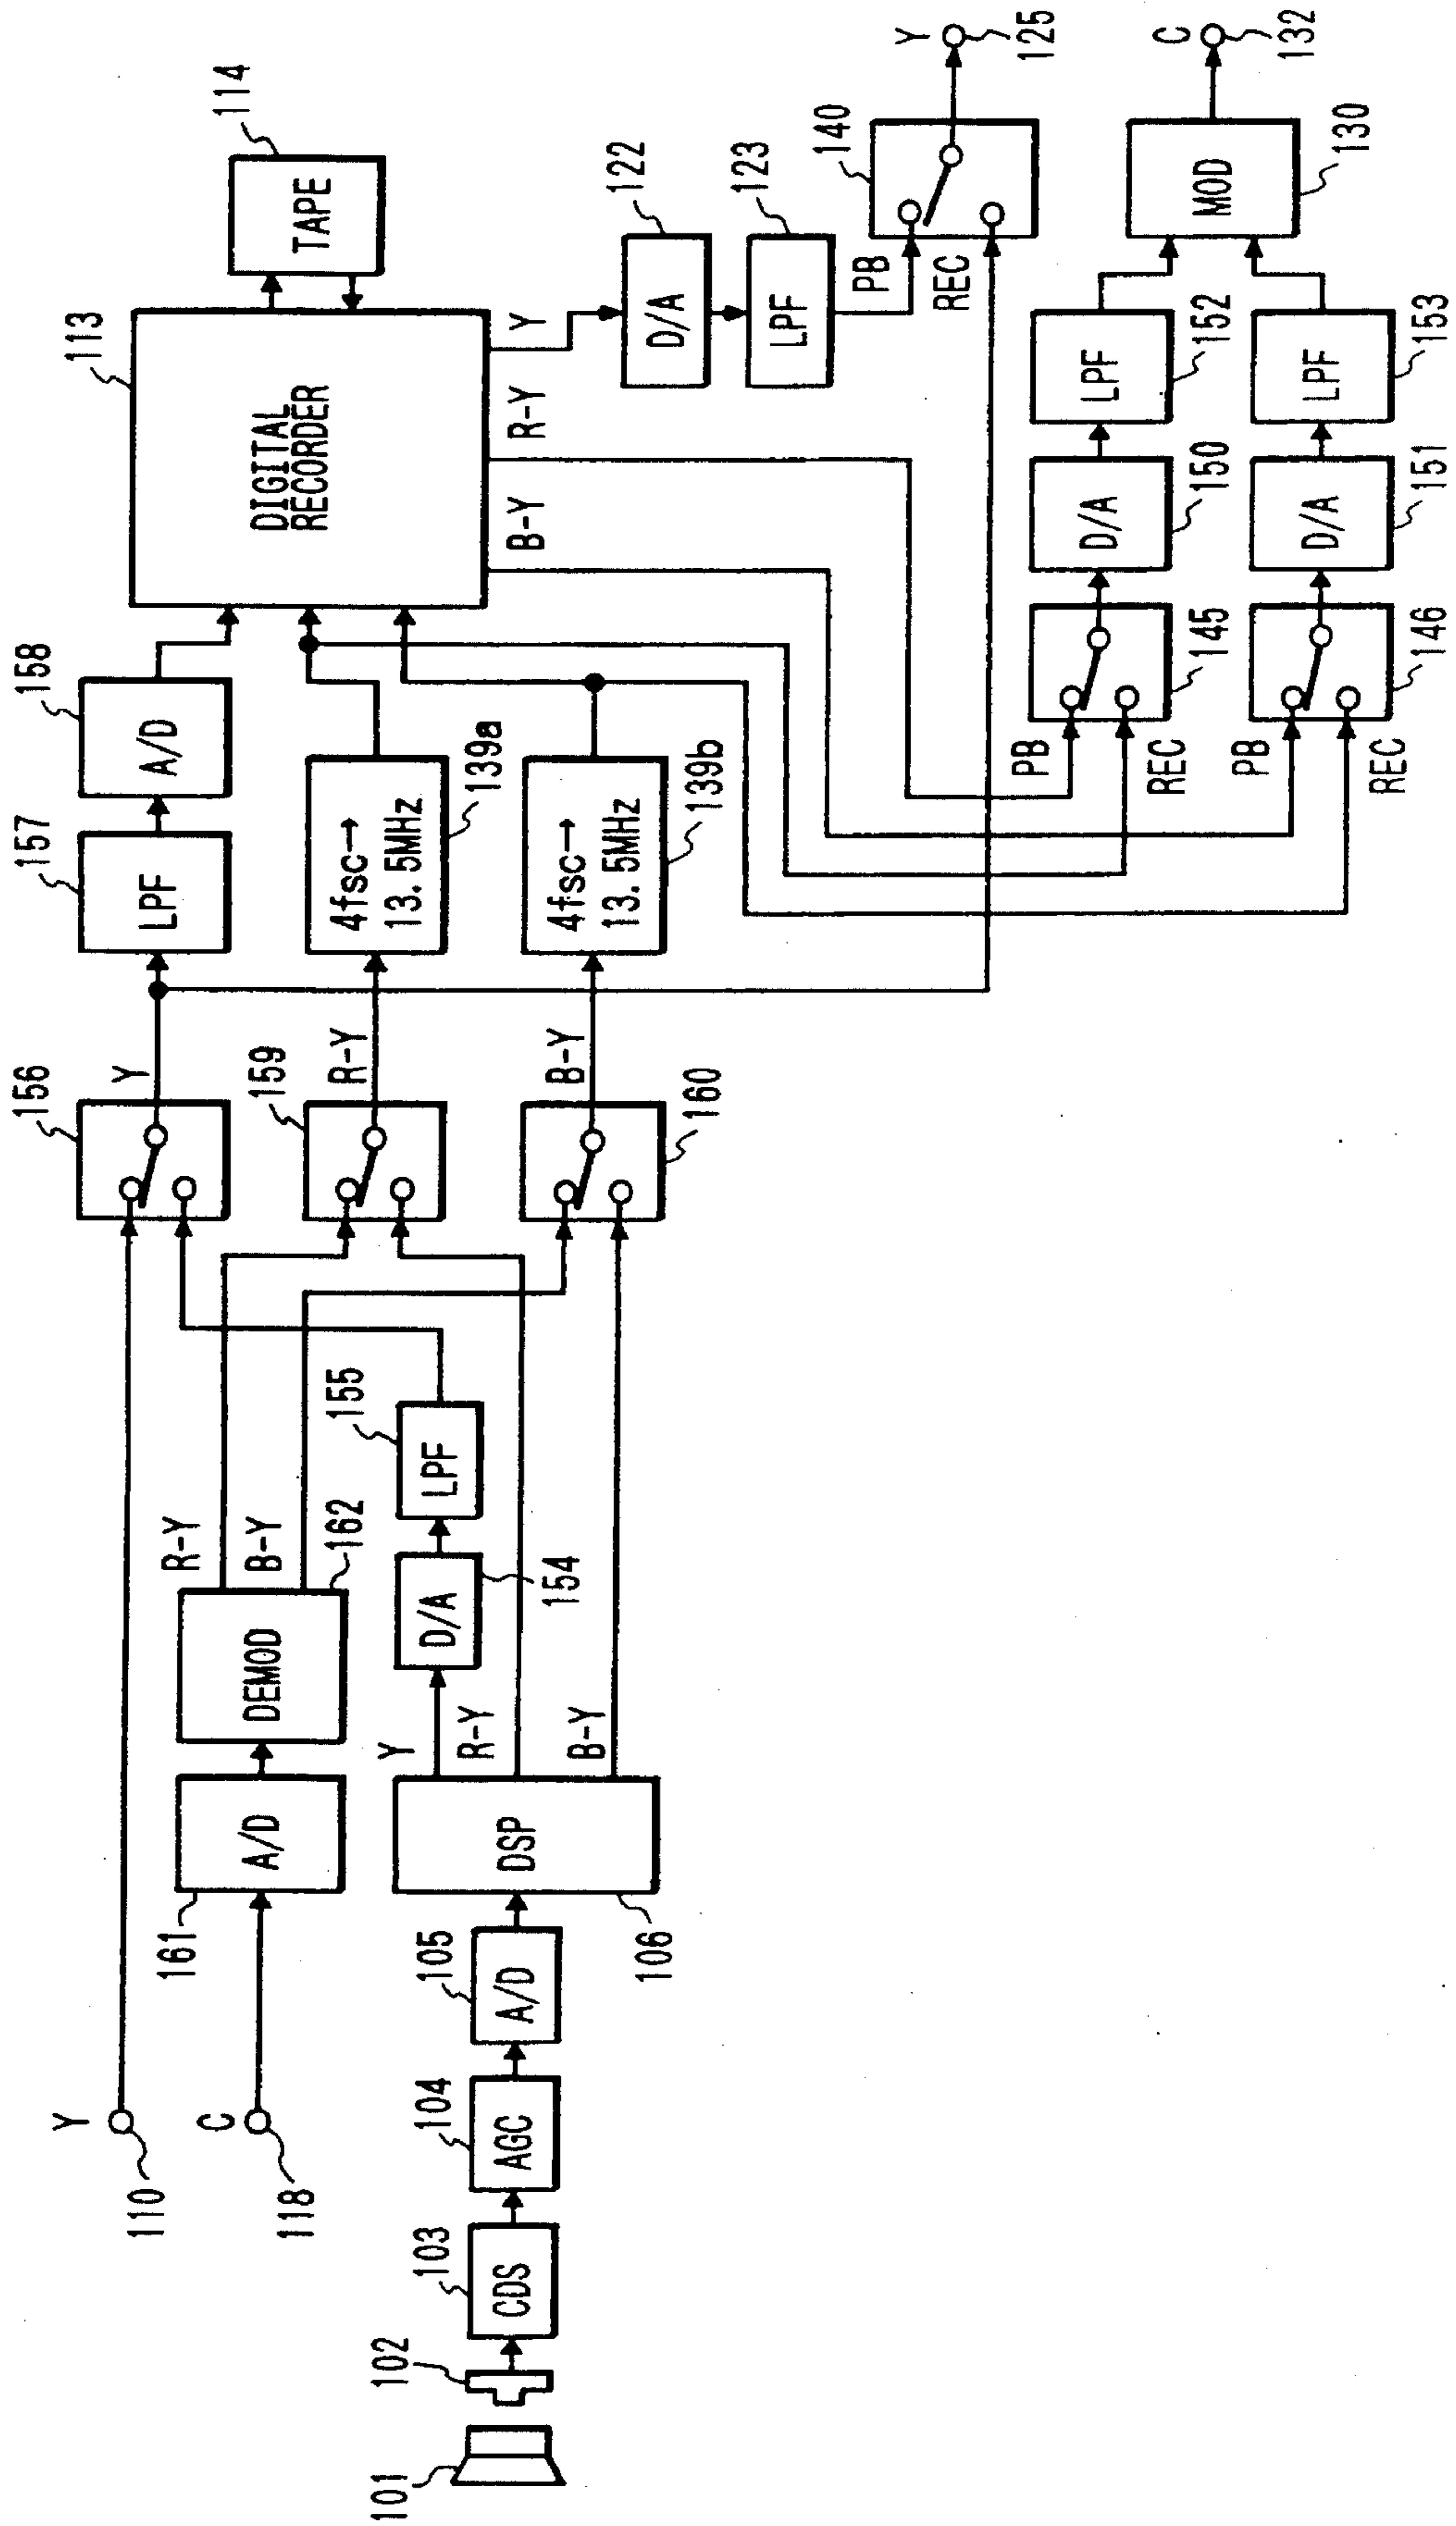 Y
110
C
118
101
102
CDS
103
AGC
104
A/D
105
DSP
106
A/D
161
DEMOD
162
R-Y
B-Y
Y
R-Y
B-Y
D/A
154
LPF
155
156
Y
159
R-Y
160
B-Y
LPF
157
A/D
158
4fsc→
13.5MHz
139a
4fsc→
13.5MHz
139b
DIGITAL
RECORDER
113
TAPE
114
Y
R-Y
B-Y
D/A
122
LPF
123
PB
REC
140
Y
125
PB
REC
145
D/A
150
LPF
152
PB
REC
146
D/A
151
LPF
153
MOD
130
C
132